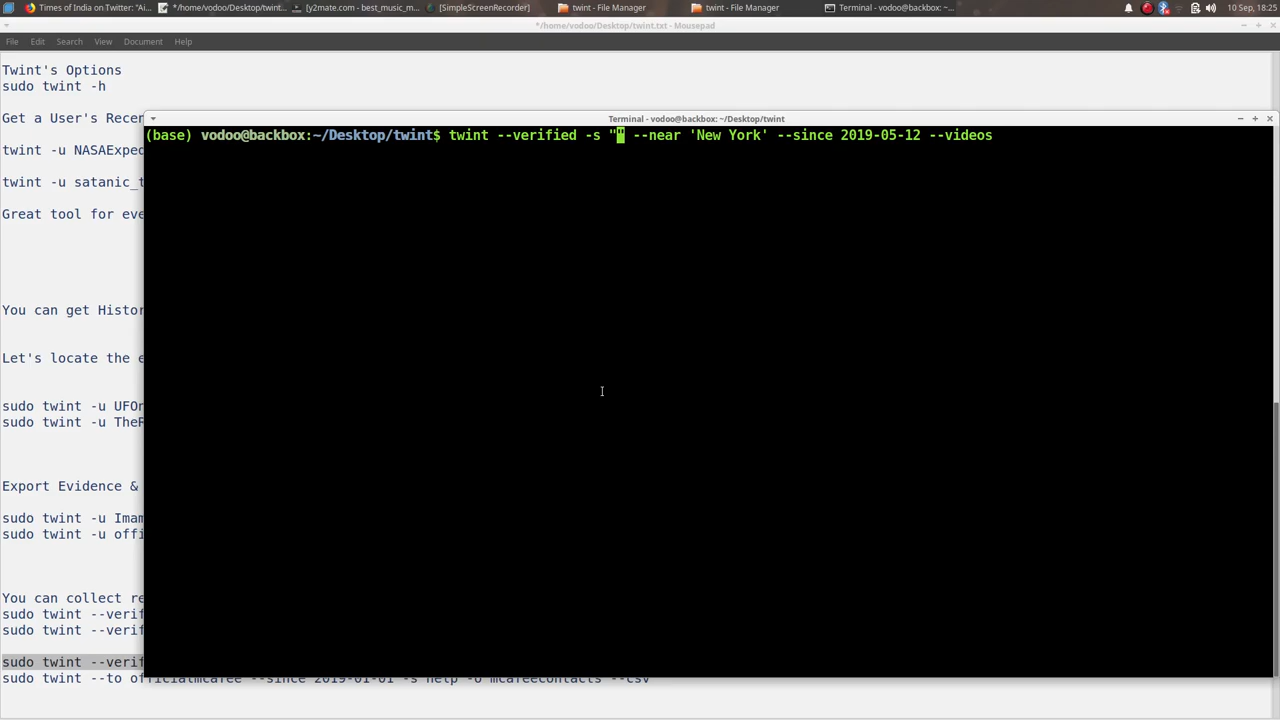 Times of India on Twitter: "Ai... */home/vodoo/Desktop/twint... [y2mate.com - best_music_m... [SimpleScreenRecorder] twint - File Manager twint - File Manager Terminal - vodoo@backbox: ~... 10 Sep, 18:25
*/home/vodoo/Desktop/twint.txt - Mousepad
File Edit Search View Document Help
Twint's Options
sudo twint -h
Get a User's Recen
Terminal - vodoo@backbox: ~/Desktop/twint
(base) vodoo@backbox:~/Desktop/twint$ twint --verified -s "" --near 'New York' --since 2019-05-12 --videos
twint -u NASAExped
twint -u satanic_t
Great tool for eve
You can get Histor
Let's locate the e
sudo twint -u UFOn
sudo twint -u TheR
Export Evidence &
sudo twint -u Imam
sudo twint -u offi
You can collect re
sudo twint --verif
sudo twint --verif
sudo twint --verif
sudo twint --to officialmcafee --since 2019-01-01 -s help -o mcafeecontacts --csv